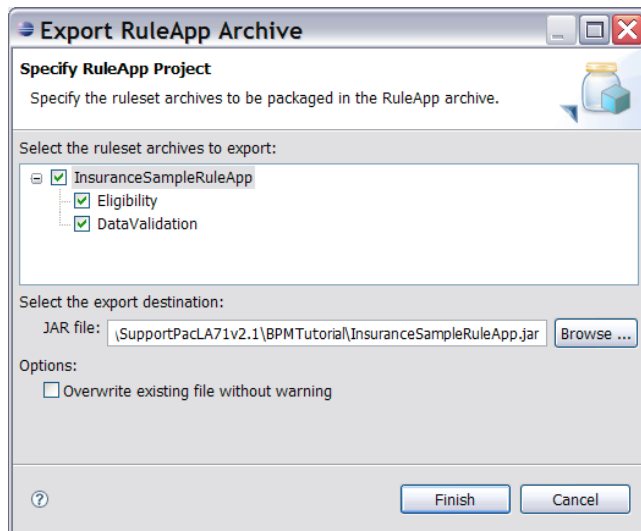 Export RuleApp Archive
Specify RuleApp Project
Specify the ruleset archives to be packaged in the RuleApp archive.
Select the ruleset archives to export:
InsuranceSampleRuleApp
Eligibility
DataValidation
Select the export destination:
JAR file: \SupportPacLA71v2.1\BPMTutorial\InsuranceSampleRuleApp.jar Browse ...
Options:
Overwrite existing file without warning
? Finish Cancel